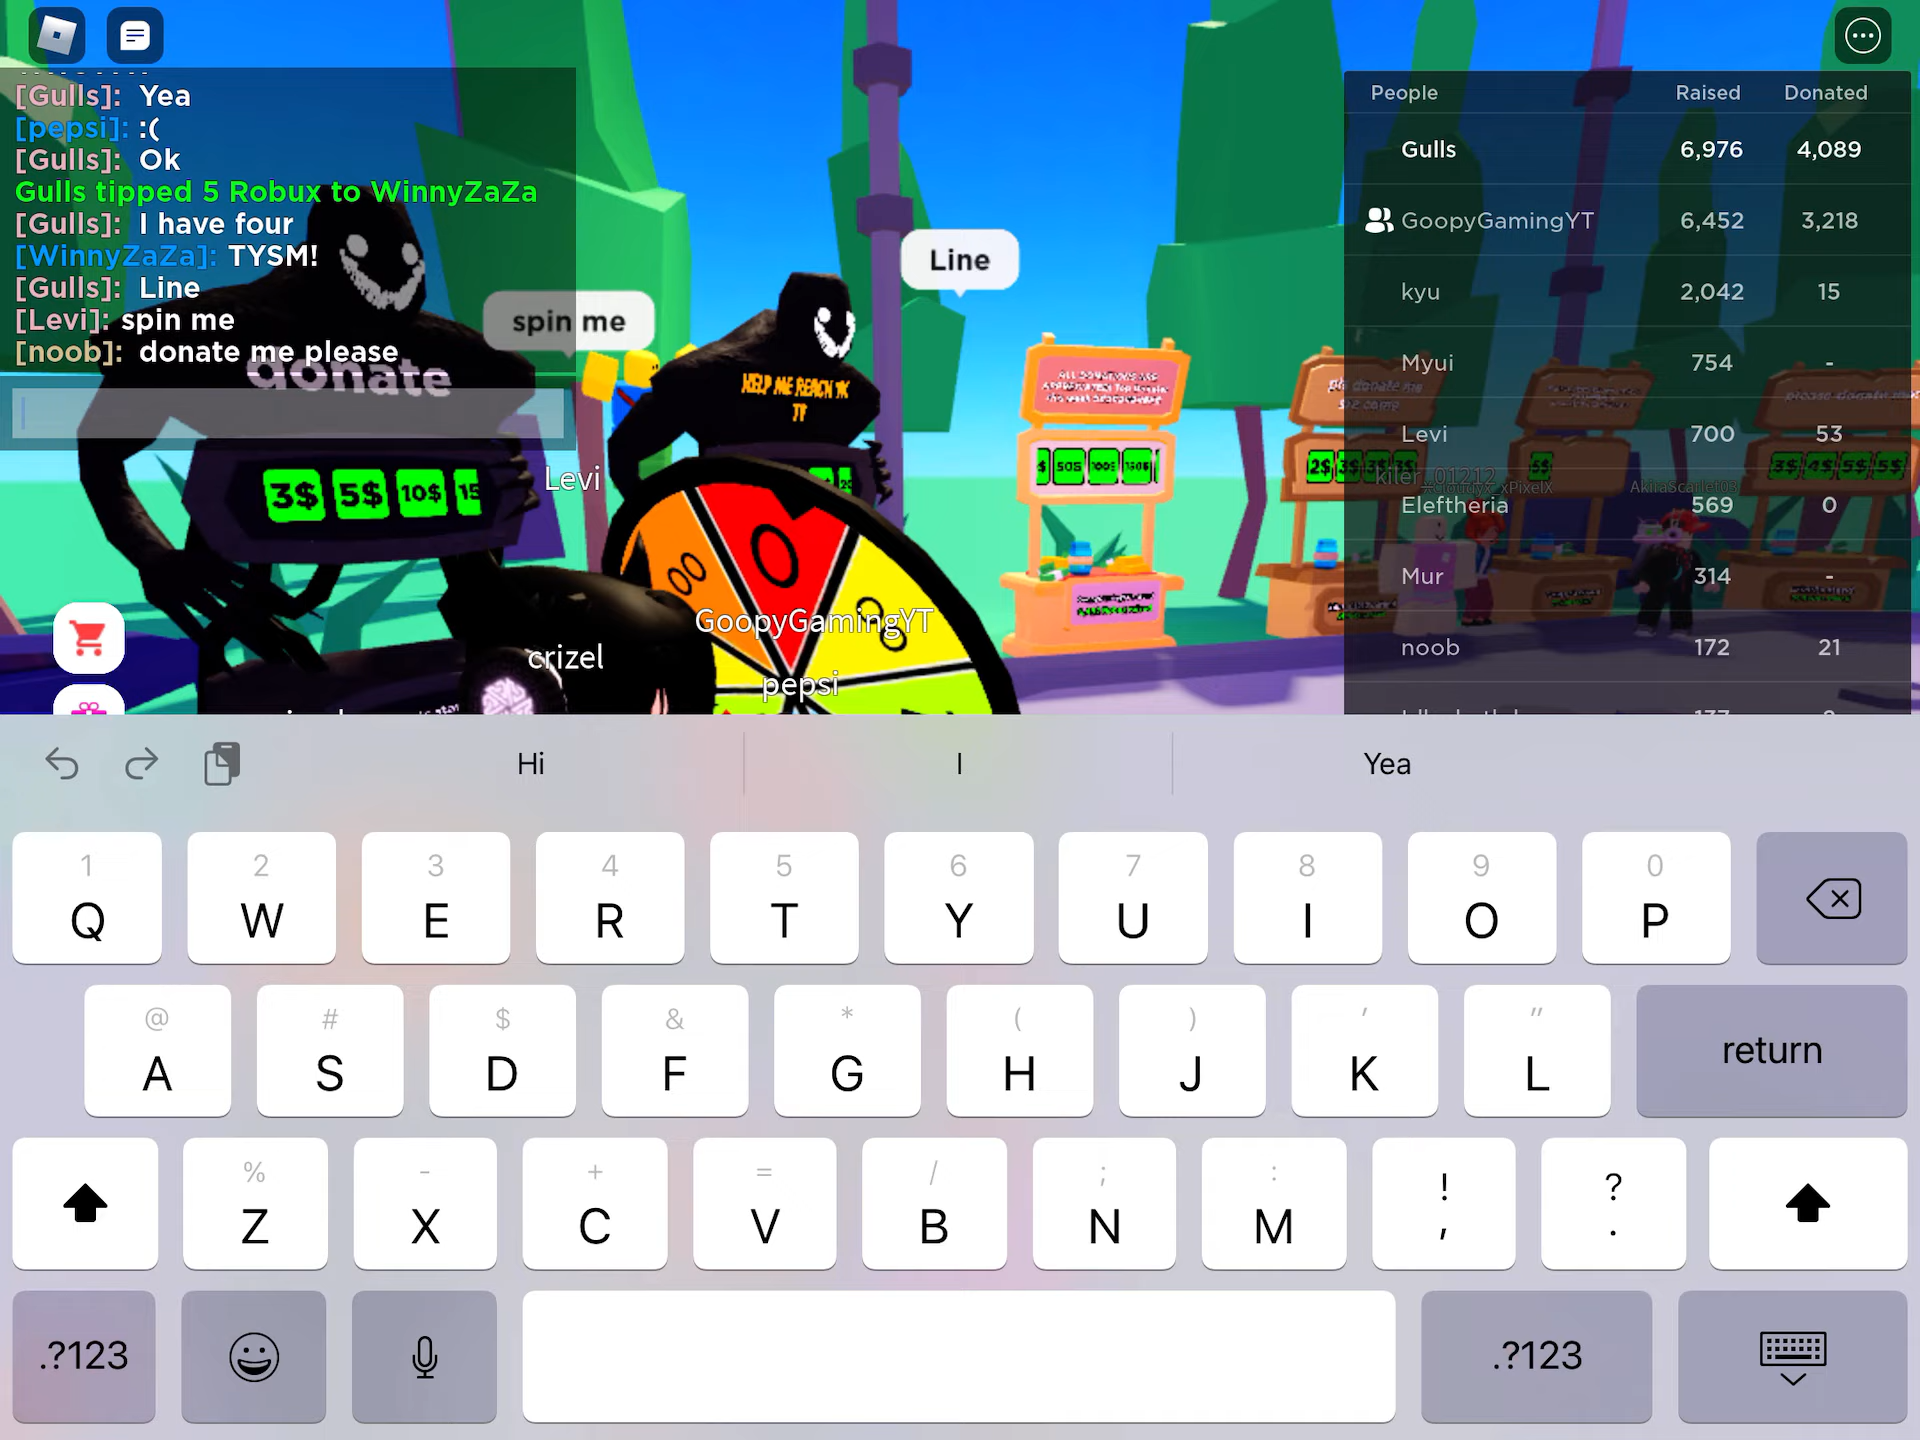 [Gulls]: Yea
[pepsi]: :(
[Gulls]: Ok
Gulls tipped 5 Robux to WinnyZaZa
[Gulls]: I have four
[WinnyZaZa]: TYSM!
[Gulls]: Line
[Levi]: spin me
[noob]: donate me please
donate
3$ 5$ 10$
spin me
Line
HELP ME REACH 1K
Levi
GoopyGamingYT
crizel
pepsi
0
People Raised Donated
Gulls 6,976 4,089
GoopyGamingYT 6,452 3,218
kyu 2,042 15
Myui 754 -
Levi 700 53
kiler_01212
AkiraScarlet03
Eleftheria 569 0
Mur 314 -
noob 172 21
Hi I Yea
1 2 3 4 5 6 7 8 9 0
Q W E R T Y U I O P
@ # $ & * ( ) ' "
A S D F G H J K L return
% - + = / ; : ! ?
Z X C V B N M , .
.?123 .?123